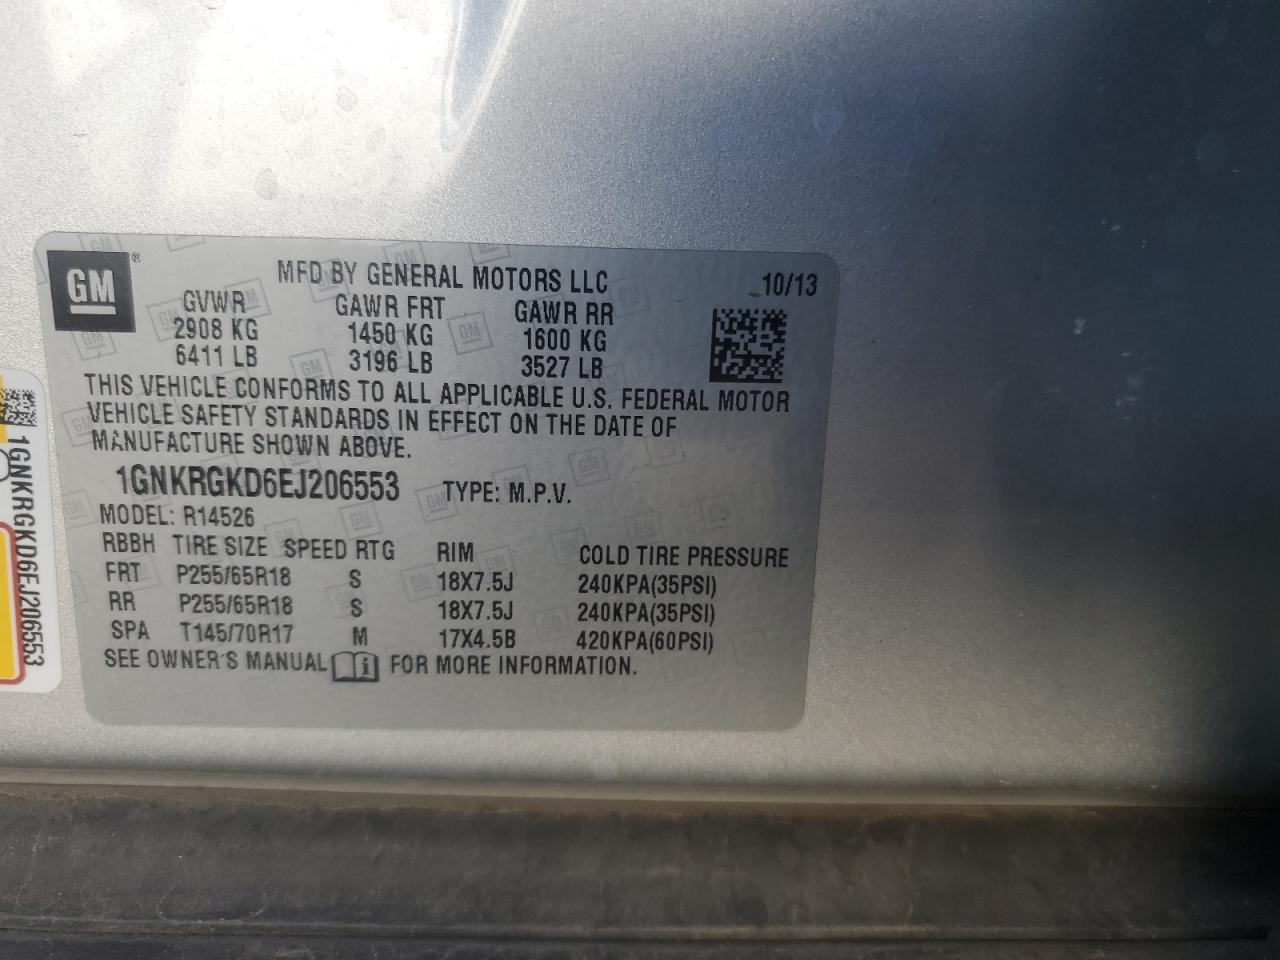 GM ®
MFD BY GENERAL MOTORS LLC 10/13
GVWR GAWR FRT GAWR RR
2908 KG 1450 KG 1600 KG
6411 LB 3196 LB 3527 LB
THIS VEHICLE CONFORMS TO ALL APPLICABLE U.S. FEDERAL MOTOR
VEHICLE SAFETY STANDARDS IN EFFECT ON THE DATE OF
MANUFACTURE SHOWN ABOVE.
1GNKRGKD6EJ206553 TYPE: M.P.V.
MODEL: R14526
RBBH TIRE SIZE SPEED RTG RIM COLD TIRE PRESSURE
FRT P255/65R18 S 18X7.5J 240KPA(35PSI)
RR P255/65R18 S 18X7.5J 240KPA(35PSI)
SPA T145/70R17 M 17X4.5B 420KPA(60PSI)
SEE OWNER'S MANUAL FOR MORE INFORMATION.
1GNKRGKD6EJ206553